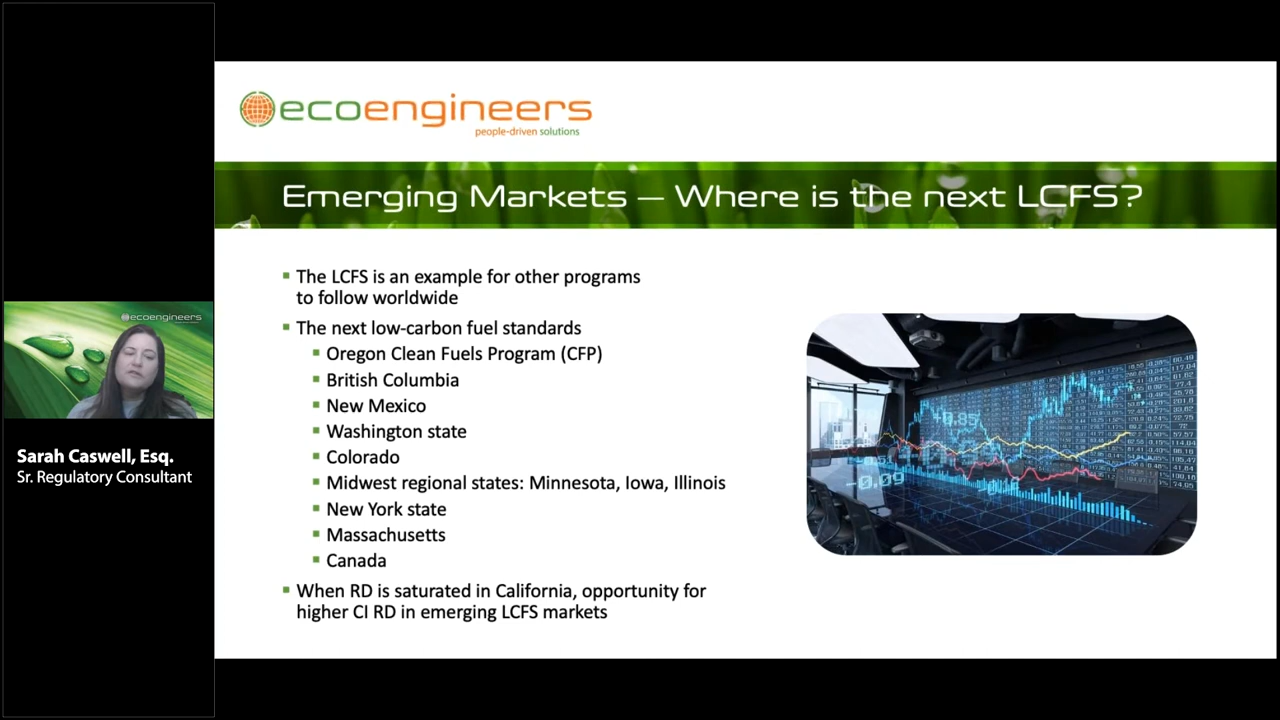 ecoengineers
people-driven solutions
Emerging Markets — Where is the next LCFS?
▪ The LCFS is an example for other programs
to follow worldwide
▪ The next low-carbon fuel standards
▪ Oregon Clean Fuels Program (CFP)
▪ British Columbia
▪ New Mexico
▪ Washington state
▪ Colorado
▪ Midwest regional states: Minnesota, Iowa, Illinois
▪ New York state
▪ Massachusetts
▪ Canada
▪ When RD is saturated in California, opportunity for
higher CI RD in emerging LCFS markets
ecoengineers
Sarah Caswell, Esq.
Sr. Regulatory Consultant